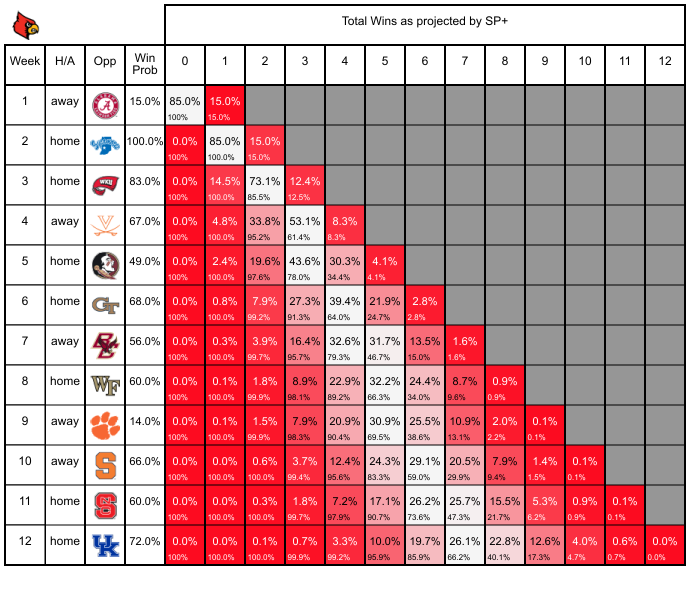 Total Wins as projected by SP+
Week H/A Opp Win Prob 0 1 2 3 4 5 6 7 8 9 10 11 12
1 away A 15.0% 85.0% 15.0%
100% 15.0%
2 home 100.0% 0.0% 85.0% 15.0%
100% 100.0% 15.0%
3 home WKU 83.0% 0.0% 14.5% 73.1% 12.4%
100% 100.0% 85.5% 12.5%
4 away V 67.0% 0.0% 4.8% 33.8% 53.1% 8.3%
100% 100.0% 95.2% 61.4% 8.3%
5 home 49.0% 0.0% 2.4% 19.6% 43.6% 30.3% 4.1%
100% 100.0% 97.6% 78.0% 34.4% 4.1%
6 home GT 68.0% 0.0% 0.8% 7.9% 27.3% 39.4% 21.9% 2.8%
100% 100.0% 99.2% 91.3% 64.0% 24.7% 2.8%
7 away BC 56.0% 0.0% 0.3% 3.9% 16.4% 32.6% 31.7% 13.5% 1.6%
100% 100.0% 99.7% 95.7% 79.3% 46.7% 15.0% 1.6%
8 home WF 60.0% 0.0% 0.1% 1.8% 8.9% 22.9% 32.2% 24.4% 8.7% 0.9%
100% 100.0% 99.9% 98.1% 89.2% 66.3% 34.0% 9.6% 0.9%
9 away 14.0% 0.0% 0.1% 1.5% 7.9% 20.9% 30.9% 25.5% 10.9% 2.0% 0.1%
100% 100.0% 99.9% 98.3% 90.4% 69.5% 38.6% 13.1% 2.2% 0.1%
10 away S 66.0% 0.0% 0.0% 0.6% 3.7% 12.4% 24.3% 29.1% 20.5% 7.9% 1.4% 0.1%
100% 100.0% 100.0% 99.4% 95.6% 83.3% 59.0% 29.9% 9.4% 1.5% 0.1%
11 home NCS 60.0% 0.0% 0.0% 0.3% 1.8% 7.2% 17.1% 26.2% 25.7% 15.5% 5.3% 0.9% 0.1%
100% 100.0% 100.0% 99.7% 97.9% 90.7% 73.6% 47.3% 21.7% 6.2% 0.9% 0.1%
12 home UK 72.0% 0.0% 0.0% 0.1% 0.7% 3.3% 10.0% 19.7% 26.1% 22.8% 12.6% 4.0% 0.6% 0.0%
100% 100.0% 100.0% 99.9% 99.2% 95.9% 85.9% 66.2% 40.1% 17.3% 4.7% 0.7% 0.0%